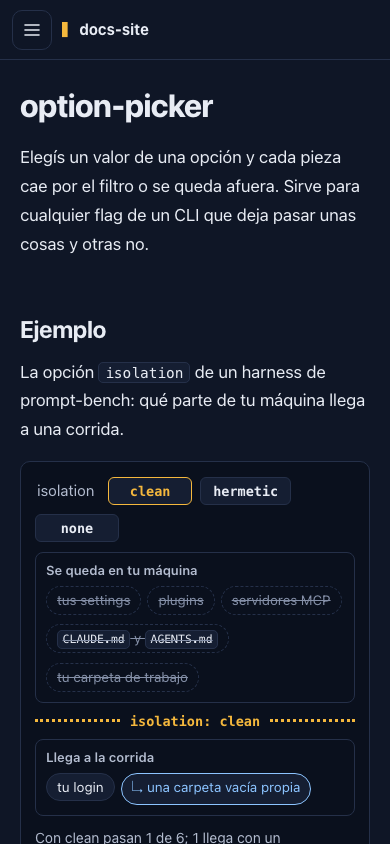 docs-site
option-picker
Elegís un valor de una opción y cada pieza
cae por el filtro o se queda afuera. Sirve para
cualquier flag de un CLI que deja pasar unas
cosas y otras no.
Ejemplo
La opción isolation de un harness de
prompt-bench: qué parte de tu máquina llega
a una corrida.
isolation clean hermetic
none
Se queda en tu máquina
tus settings plugins servidores MCP
CLAUDE.md y AGENTS.md
tu carpeta de trabajo
isolation: clean
Llega a la corrida
tu login una carpeta vacía propia
Con clean pasan 1 de 6; 1 llega con un